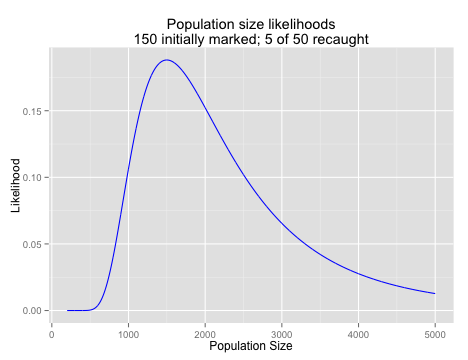 Population size likelihoods
150 initially marked; 5 of 50 recaught
Likelihood
0.15
0.10
0.05
0.00
0 1000 2000 3000 4000 5000
Population Size